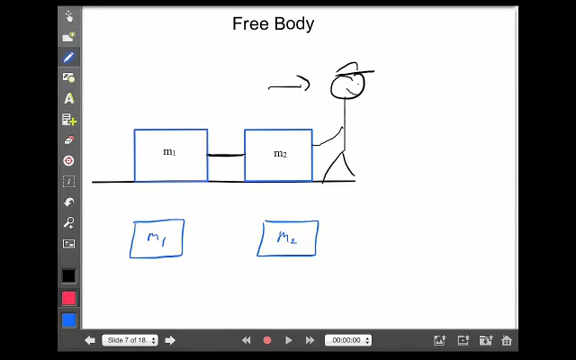 Free Body
m₁
m₂
m₁
m₂
Slide 7 of 18
00:00:00